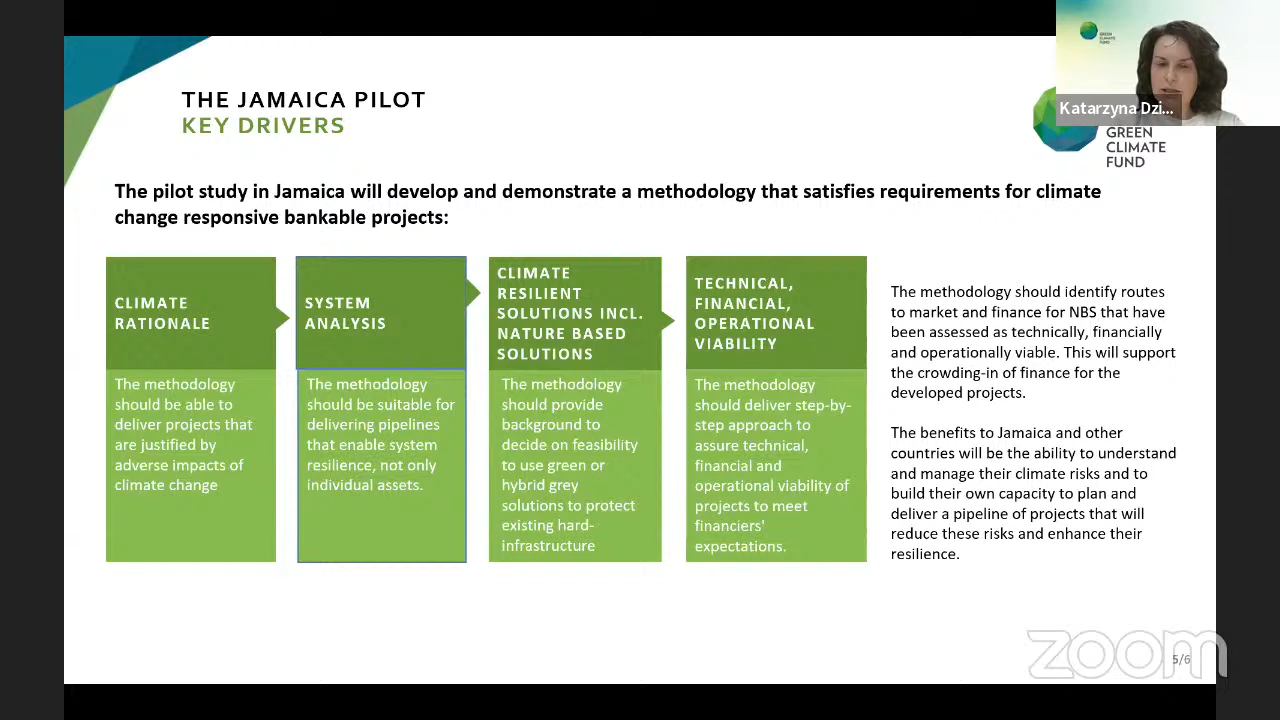 THE JAMAICA PILOT
KEY DRIVERS
GREEN
CLIMATE
FUND
Katarzyna Dzi...
GREEN
CLIMATE
FUND
The pilot study in Jamaica will develop and demonstrate a methodology that satisfies requirements for climate
change responsive bankable projects:
CLIMATE
RATIONALE
The methodology
should be able to
deliver projects that
are justified by
adverse impacts of
climate change
SYSTEM
ANALYSIS
The methodology
should be suitable for
delivering pipelines
that enable system
resilience, not only
individual assets.
CLIMATE
RESILIENT
SOLUTIONS INCL.
NATURE BASED
SOLUTIONS
The methodology
should provide
background to
decide on feasibility
to use green or
hybrid grey
solutions to protect
existing hard-
infrastructure
TECHNICAL,
FINANCIAL,
OPERATIONAL
VIABILITY
The methodology
should deliver step-by-
step approach to
assure technical,
financial and
operational viability of
projects to meet
financiers'
expectations.
The methodology should identify routes
to market and finance for NBS that have
been assessed as technically, financially
and operationally viable. This will support
the crowding-in of finance for the
developed projects.
The benefits to Jamaica and other
countries will be the ability to understand
and manage their climate risks and to
build their own capacity to plan and
deliver a pipeline of projects that will
reduce these risks and enhance their
resilience.
zoom
5/6